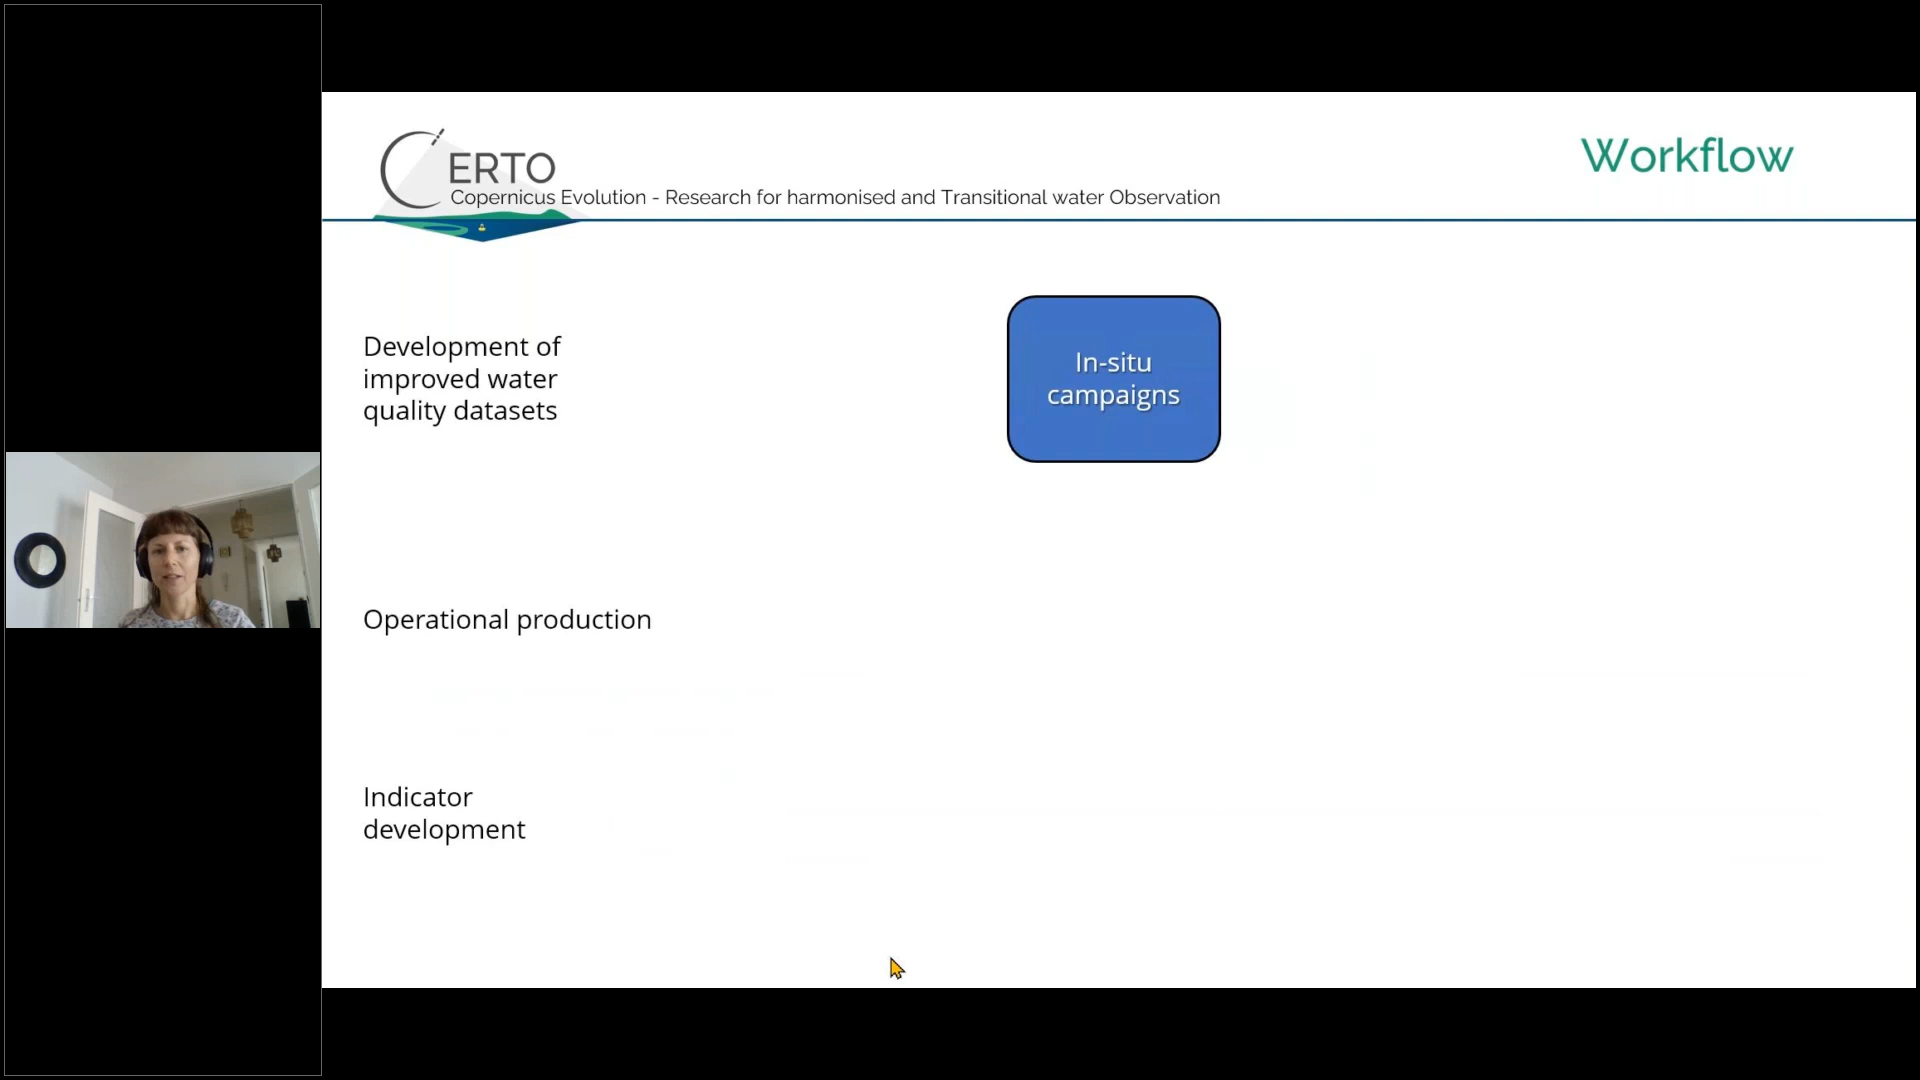 CERTO
Copernicus Evolution - Research for harmonised and Transitional water Observation
Workflow
Development of
improved water
quality datasets
In-situ
campaigns
Operational production
Indicator
development